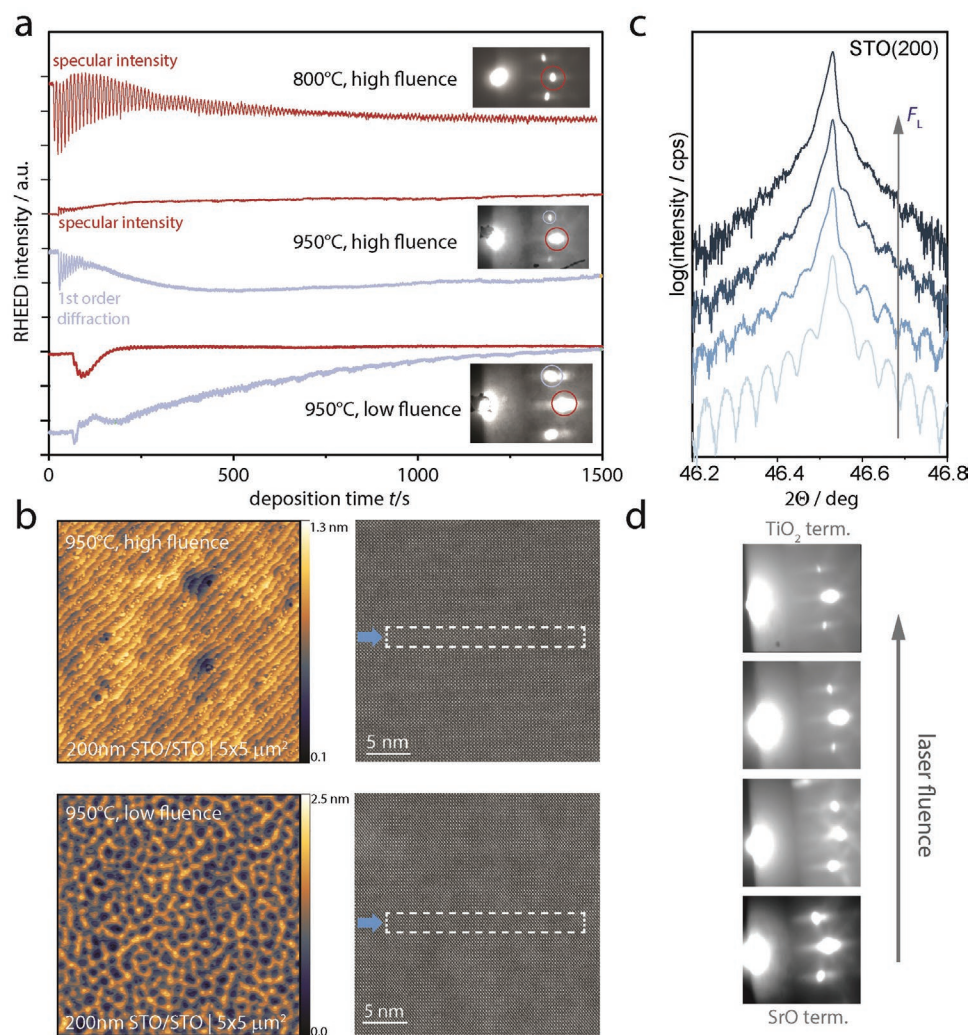 a
specular intensity
800°C, high fluence
specular intensity
950°C, high fluence
1st order
diffraction
950°C, low fluence
RHEED intensity / a.u.
0
500
1000
1500
deposition time t/s
c
STO(200)
F_L
log(intensity / cps)
46.2
46.4
46.6
46.8
2Θ / deg
b
950°C, high fluence
1.3 nm
200nm STO/STO | 5x5 μm²
0.1
5 nm
950°C, low fluence
2.5 nm
200nm STO/STO | 5x5 μm²
0.0
5 nm
d
TiO₂ term.
laser fluence
SrO term.